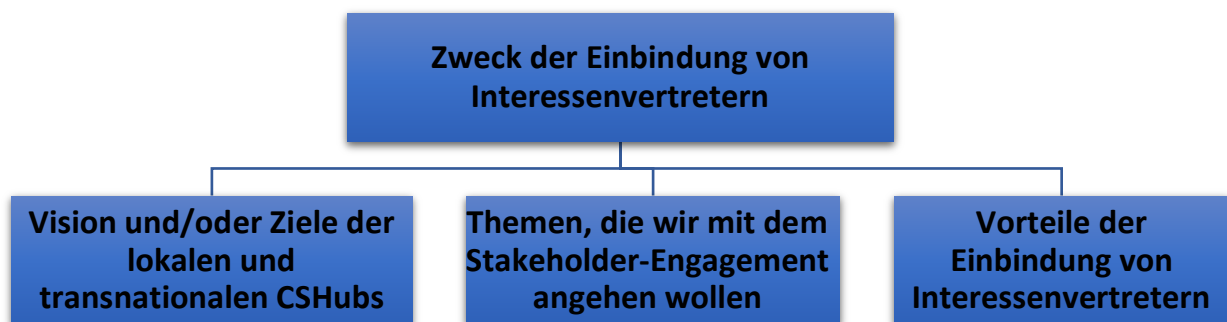 Zweck der Einbindung von
Interessenvertretern
Vision und/oder Ziele der
lokalen und
transnationalen CSHubs
Themen, die wir mit dem
Stakeholder-Engagement
angehen wollen
Vorteile der
Einbindung von
Interessenvertretern